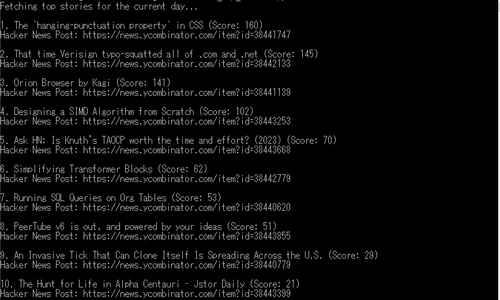 Fetching top stories for the current day...
1. The `hanging-punctuation property` in CSS (Score: 160)
Hacker News Post: https://news.ycombinator.com/item?id=38441747
2. That time Verisign typo-squatted all of .com and .net (Score: 145)
Hacker News Post: https://news.ycombinator.com/item?id=38442133
3. Orion Browser by Kagi (Score: 141)
Hacker News Post: https://news.ycombinator.com/item?id=38441139
4. Designing a SIMD Algorithm from Scratch (Score: 102)
Hacker News Post: https://news.ycombinator.com/item?id=38443253
5. Ask HN: Is Knuth's TAOCP worth the time and effort? (2023) (Score: 70)
Hacker News Post: https://news.ycombinator.com/item?id=38443668
6. Simplifying Transformer Blocks (Score: 62)
Hacker News Post: https://news.ycombinator.com/item?id=38442779
7. Running SQL Queries on Org Tables (Score: 53)
Hacker News Post: https://news.ycombinator.com/item?id=38440620
8. PeerTube v6 is out, and powered by your ideas (Score: 51)
Hacker News Post: https://news.ycombinator.com/item?id=38443855
9. An Invasive Tick That Can Clone Itself Is Spreading Across the U.S. (Score: 29)
Hacker News Post: https://news.ycombinator.com/item?id=38440779
10. The Hunt for Life in Alpha Centauri - Jstor Daily (Score: 21)
Hacker News Post: https://news.ycombinator.com/item?id=38443399